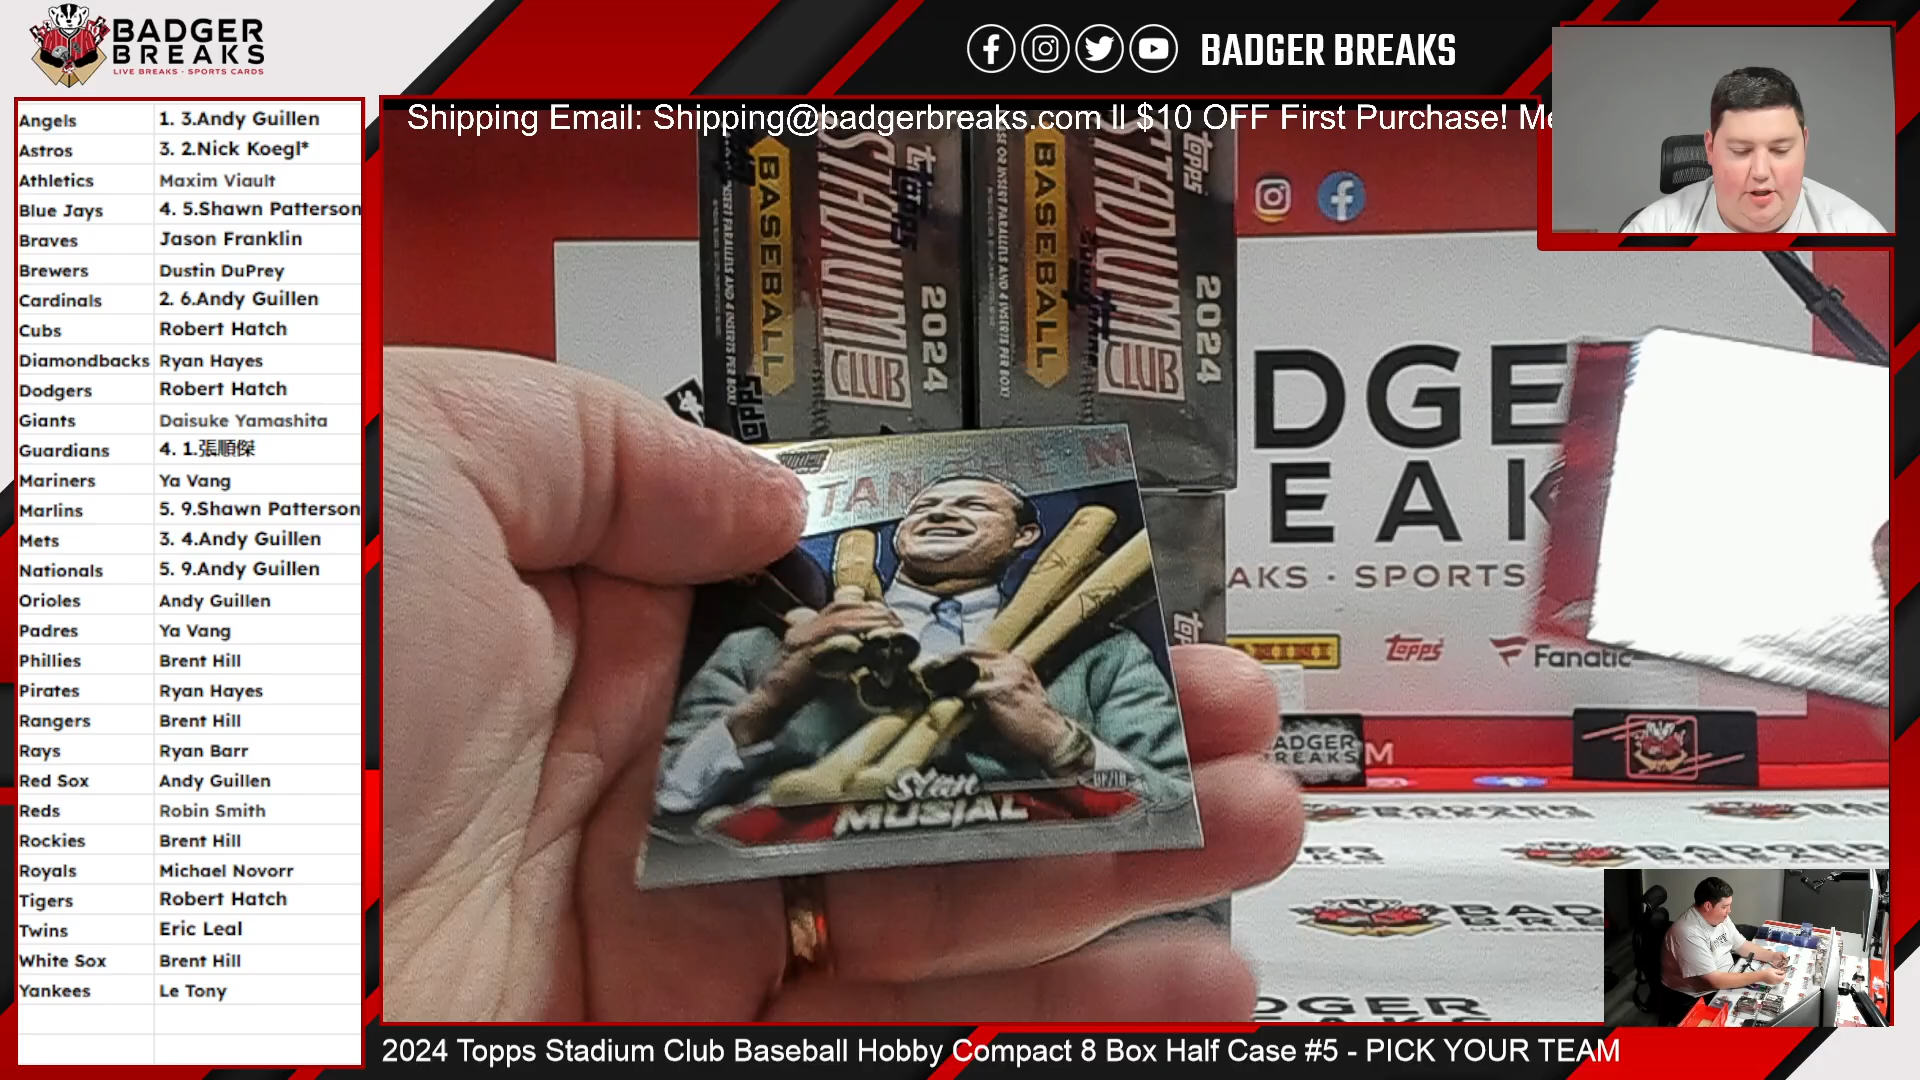 BADGER
BREAKS
LIVE BREAKS · SPORTS CARDS
BADGER BREAKS
Shipping Email: Shipping@badgerbreaks.com ll $10 OFF First Purchase! Me
Angels 1. 3.Andy Guillen
Astros 3. 2.Nick Koegl*
Athletics Maxim Viault
Blue Jays 4. 5.Shawn Patterson
Braves Jason Franklin
Brewers Dustin DuPrey
Cardinals 2. 6.Andy Guillen
Cubs Robert Hatch
Diamondbacks Ryan Hayes
Dodgers Robert Hatch
Giants Daisuke Yamashita
Guardians 4. 1.張順傑
Mariners Ya Vang
Marlins 5. 9.Shawn Patterson
Mets 3. 4.Andy Guillen
Nationals 5. 9.Andy Guillen
Orioles Andy Guillen
Padres Ya Vang
Phillies Brent Hill
Pirates Ryan Hayes
Rangers Brent Hill
Rays Ryan Barr
Red Sox Andy Guillen
Reds Robin Smith
Rockies Brent Hill
Royals Michael Novorr
Tigers Robert Hatch
Twins Eric Leal
White Sox Brent Hill
Yankees Le Tony
BASEBALL
topps
STADIUM
CLUB
2024
BASEBALL
topps
STADIUM
CLUB
2024
DGE
EAK
AKS · SPORTS
PANINI
topps
Fanatic
Stan
MUSIAL
ADGER
REAKS
2024 Topps Stadium Club Baseball Hobby Compact 8 Box Half Case #5 - PICK YOUR TEAM